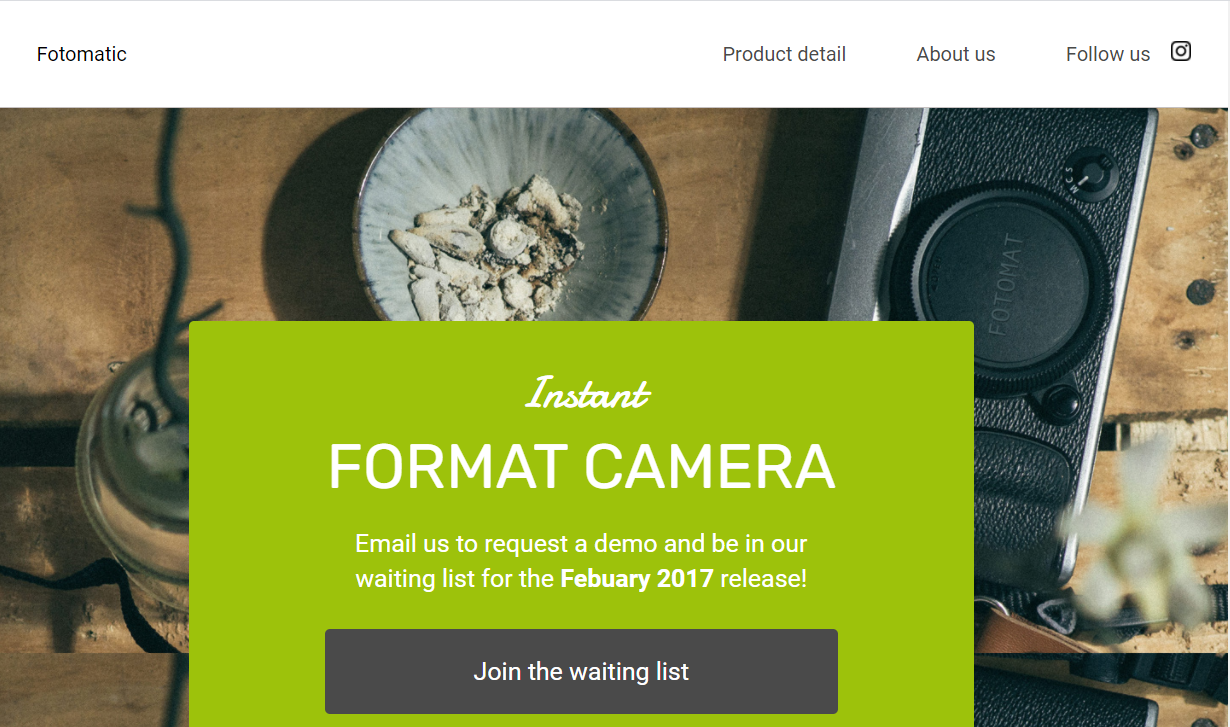 Fotomatic
Product detail
About us
Follow us
M C S
FOTOMAT
Instant
FORMAT CAMERA
Email us to request a demo and be in our
waiting list for the Febuary 2017 release!
Join the waiting list